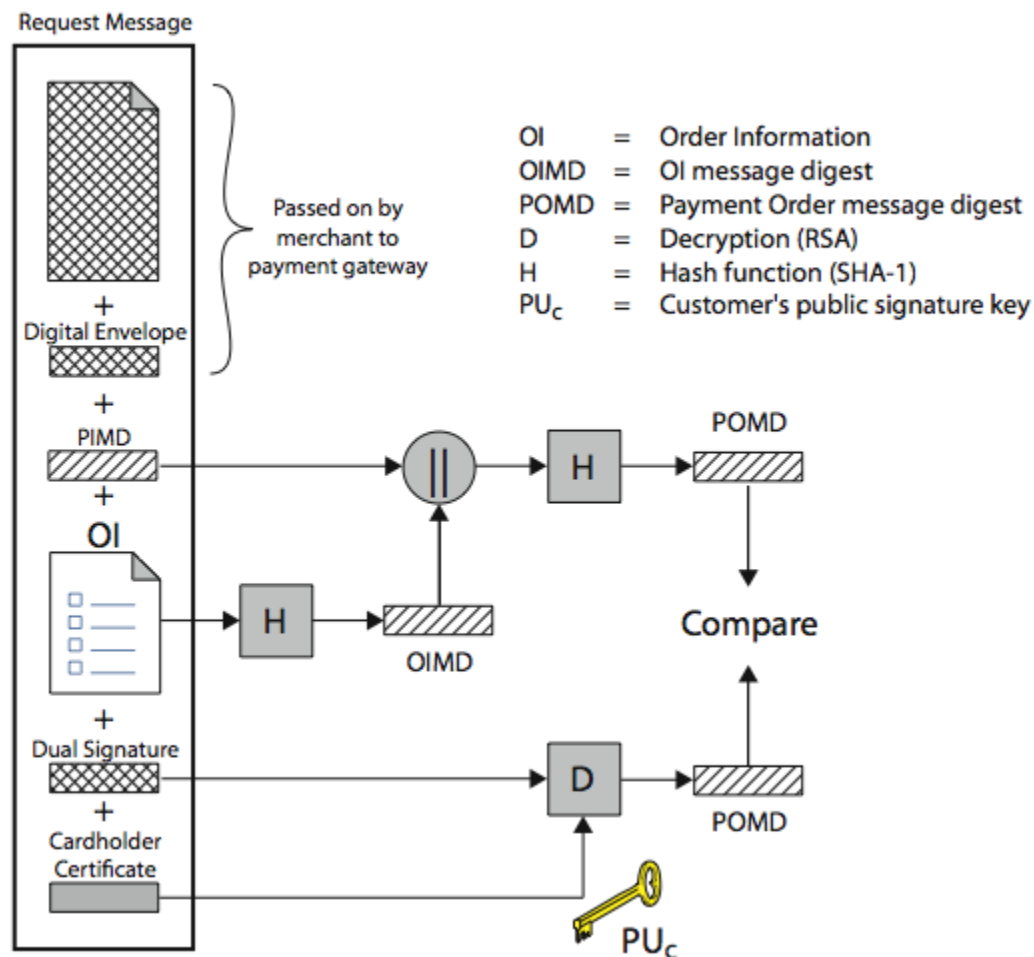 Request Message
Passed on by
merchant to
payment gateway
OI = Order Information
OIMD = OI message digest
POMD = Payment Order message digest
D = Decryption (RSA)
H = Hash function (SHA-1)
PUc = Customer's public signature key
+
Digital Envelope
+
PIMD
+
OI
|| H POMD
H OIMD
Compare
+
Dual Signature
D POMD
+
Cardholder
Certificate
PUc